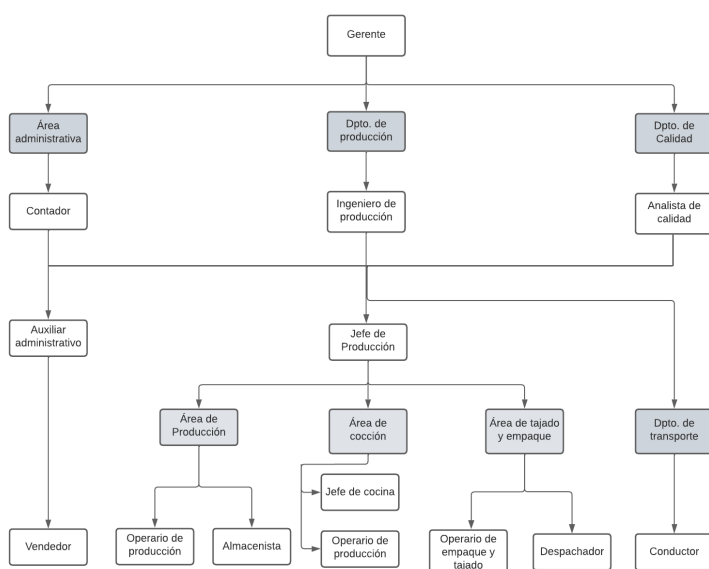 Gerente
Área
administrativa
Dpto. de
producción
Dpto. de
Calidad
Contador
Ingeniero de
producción
Analista de
calidad
Auxiliar
administrativo
Jefe de
Producción
Área de
Producción
Área de
cocción
Área de tajado
y empaque
Dpto. de
transporte
Jefe de cocina
Vendedor
Operario de
producción
Almacenista
Operario de
producción
Operario de
empaque y
tajado
Despachador
Conductor